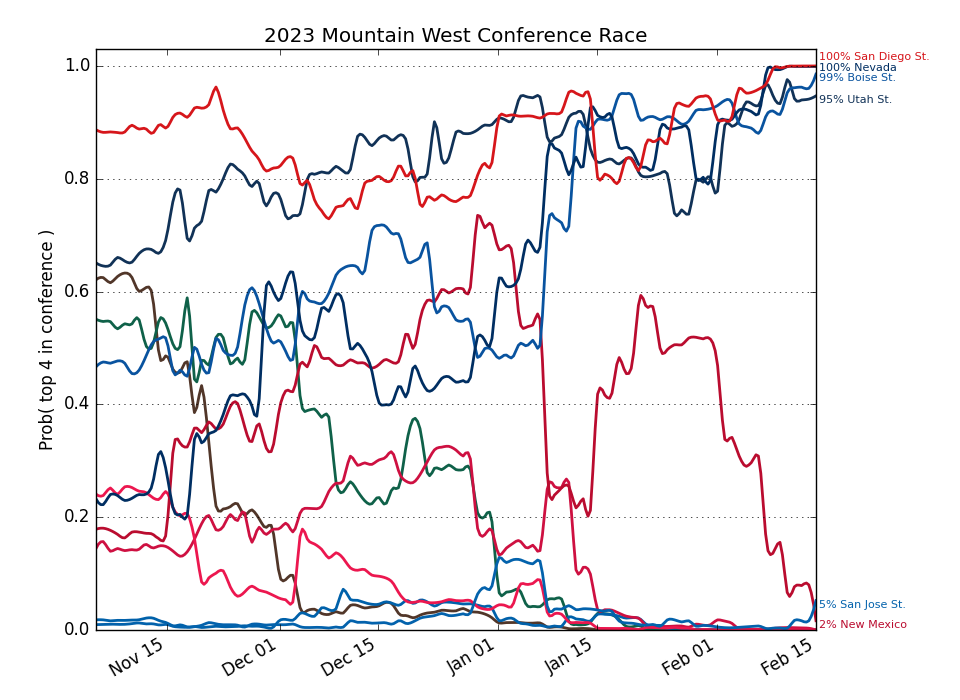 2023 Mountain West Conference Race
Prob( top 4 in conference )
1.0
0.8
0.6
0.4
0.2
0.0
100% San Diego St.
100% Nevada
99% Boise St.
95% Utah St.
5% San Jose St.
2% New Mexico
Nov 15
Dec 01
Dec 15
Jan 01
Jan 15
Feb 01
Feb 15